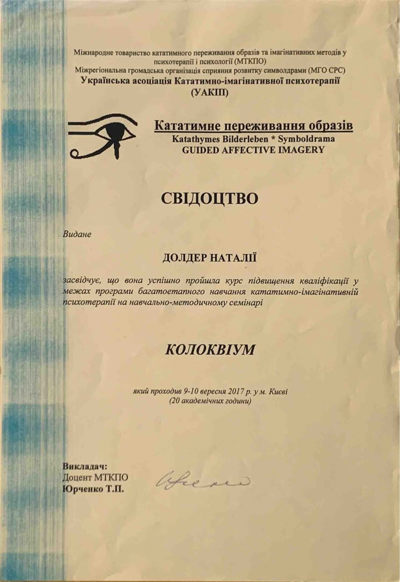 Міжнародне товариство кататимного переживання образів та імагінативних методів у
психотерапії і психології (МТКПО)
Міжрегіональна громадська організація сприяння розвитку символдрами (МГО СРС)
Українська асоціація Кататимно-імагінативної психотерапії
(УАКІП)
Кататимне переживання образів
Katathymes Bilderleben * Symboldrama
GUIDED AFFECTIVE IMAGERY
СВІДОЦТВО
Видане
ДОЛДЕР НАТАЛІЇ
засвідчує, що вона успішно пройшла курс підвищення кваліфікації у
межах програми багатоетапного навчання кататимно-імагінативній
психотерапії на навчально-методичному семінарі
КОЛОКВІУМ
який проходив 9-10 вересня 2017 р.у м. Києві
(20 академічних години)
Викладач:
Доцент МТКПО
Юрченко Т.П.